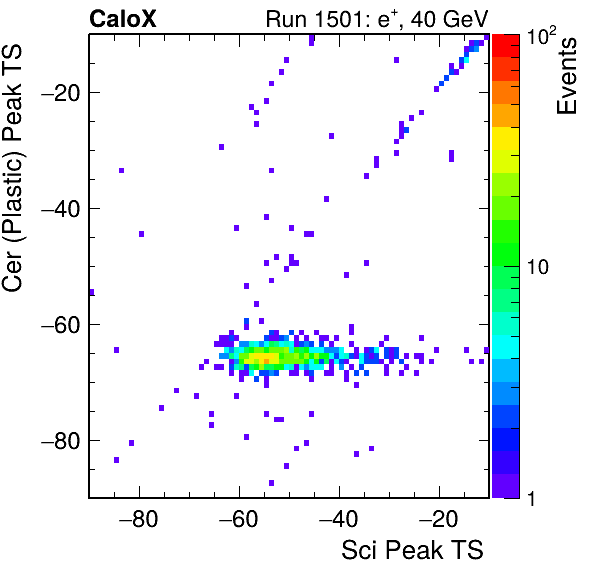 CaloX Run 1501: e⁺, 40 GeV
Cer (Plastic) Peak TS
−20
−40
−60
−80
−80 −60 −40 −20
Sci Peak TS
10²
10
1
Events